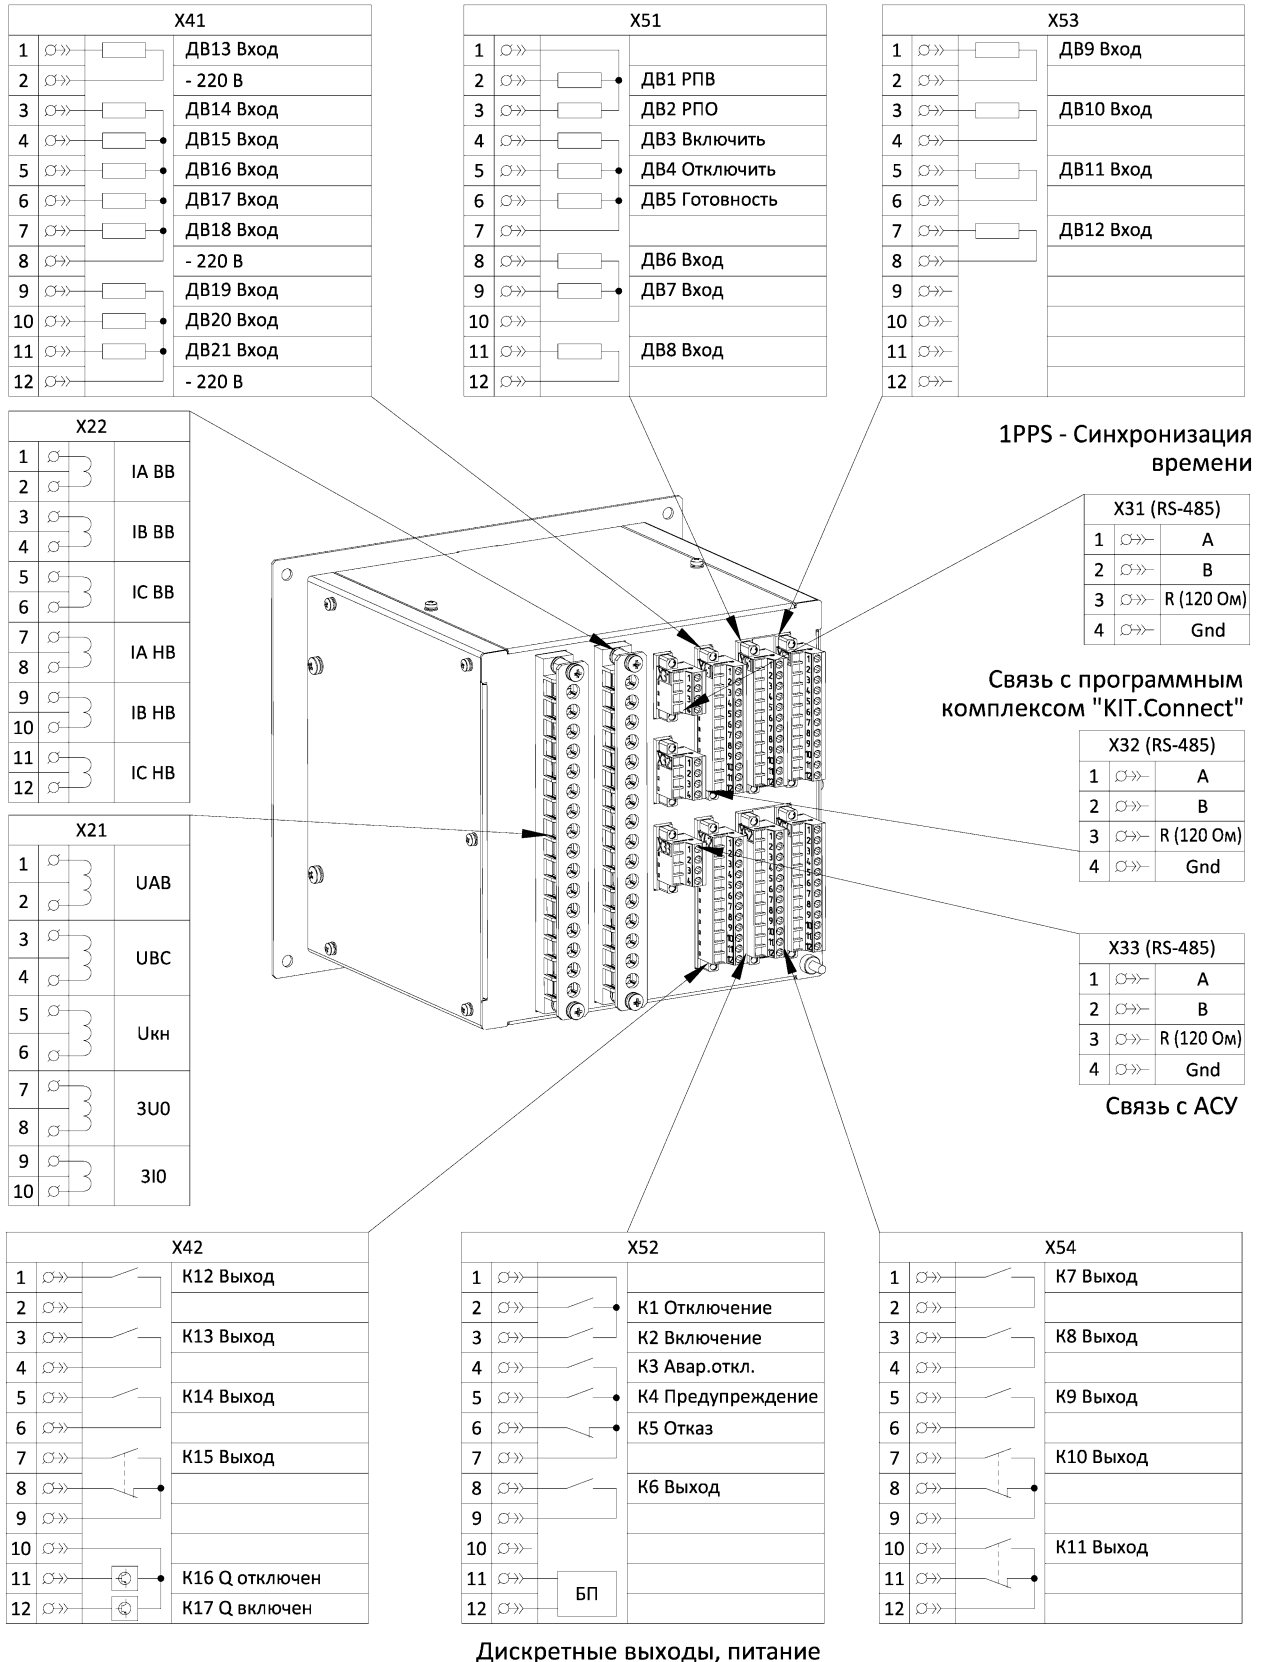 X41
1 ДВ13 Вход
2 - 220 В
3 ДВ14 Вход
4 ДВ15 Вход
5 ДВ16 Вход
6 ДВ17 Вход
7 ДВ18 Вход
8 - 220 В
9 ДВ19 Вход
10 ДВ20 Вход
11 ДВ21 Вход
12 - 220 В
X51
1
2 ДВ1 РПВ
3 ДВ2 РПО
4 ДВ3 Включить
5 ДВ4 Отключить
6 ДВ5 Готовность
7
8 ДВ6 Вход
9 ДВ7 Вход
10
11 ДВ8 Вход
12
X53
1 ДВ9 Вход
2
3 ДВ10 Вход
4
5 ДВ11 Вход
6
7 ДВ12 Вход
8
9
10
11
12
X22
1
2
IA ВВ
3
4
IB ВВ
5
6
IC ВВ
7
8
IA НВ
9
10
IB НВ
11
12
IC НВ
1PPS - Синхронизация
времени
X31 (RS-485)
1 A
2 B
3 R (120 Ом)
4 Gnd
Связь с программным
комплексом "KIT.Connect"
X32 (RS-485)
1 A
2 B
3 R (120 Ом)
4 Gnd
X21
1
2
UAB
3
4
UBC
5
6
Uкн
7
8
3U0
9
10
3I0
X33 (RS-485)
1 A
2 B
3 R (120 Ом)
4 Gnd
Связь с АСУ
X42
1 К12 Выход
2
3 К13 Выход
4
5 К14 Выход
6
7 К15 Выход
8
9
10
11 К16 Q отключен
12 К17 Q включен
X52
1
2 К1 Отключение
3 К2 Включение
4 К3 Авар.откл.
5 К4 Предупреждение
6 К5 Отказ
7
8 К6 Выход
9
10
11
12
БП
X54
1 К7 Выход
2
3 К8 Выход
4
5 К9 Выход
6
7 К10 Выход
8
9
10 К11 Выход
11
12
Дискретные выходы, питание